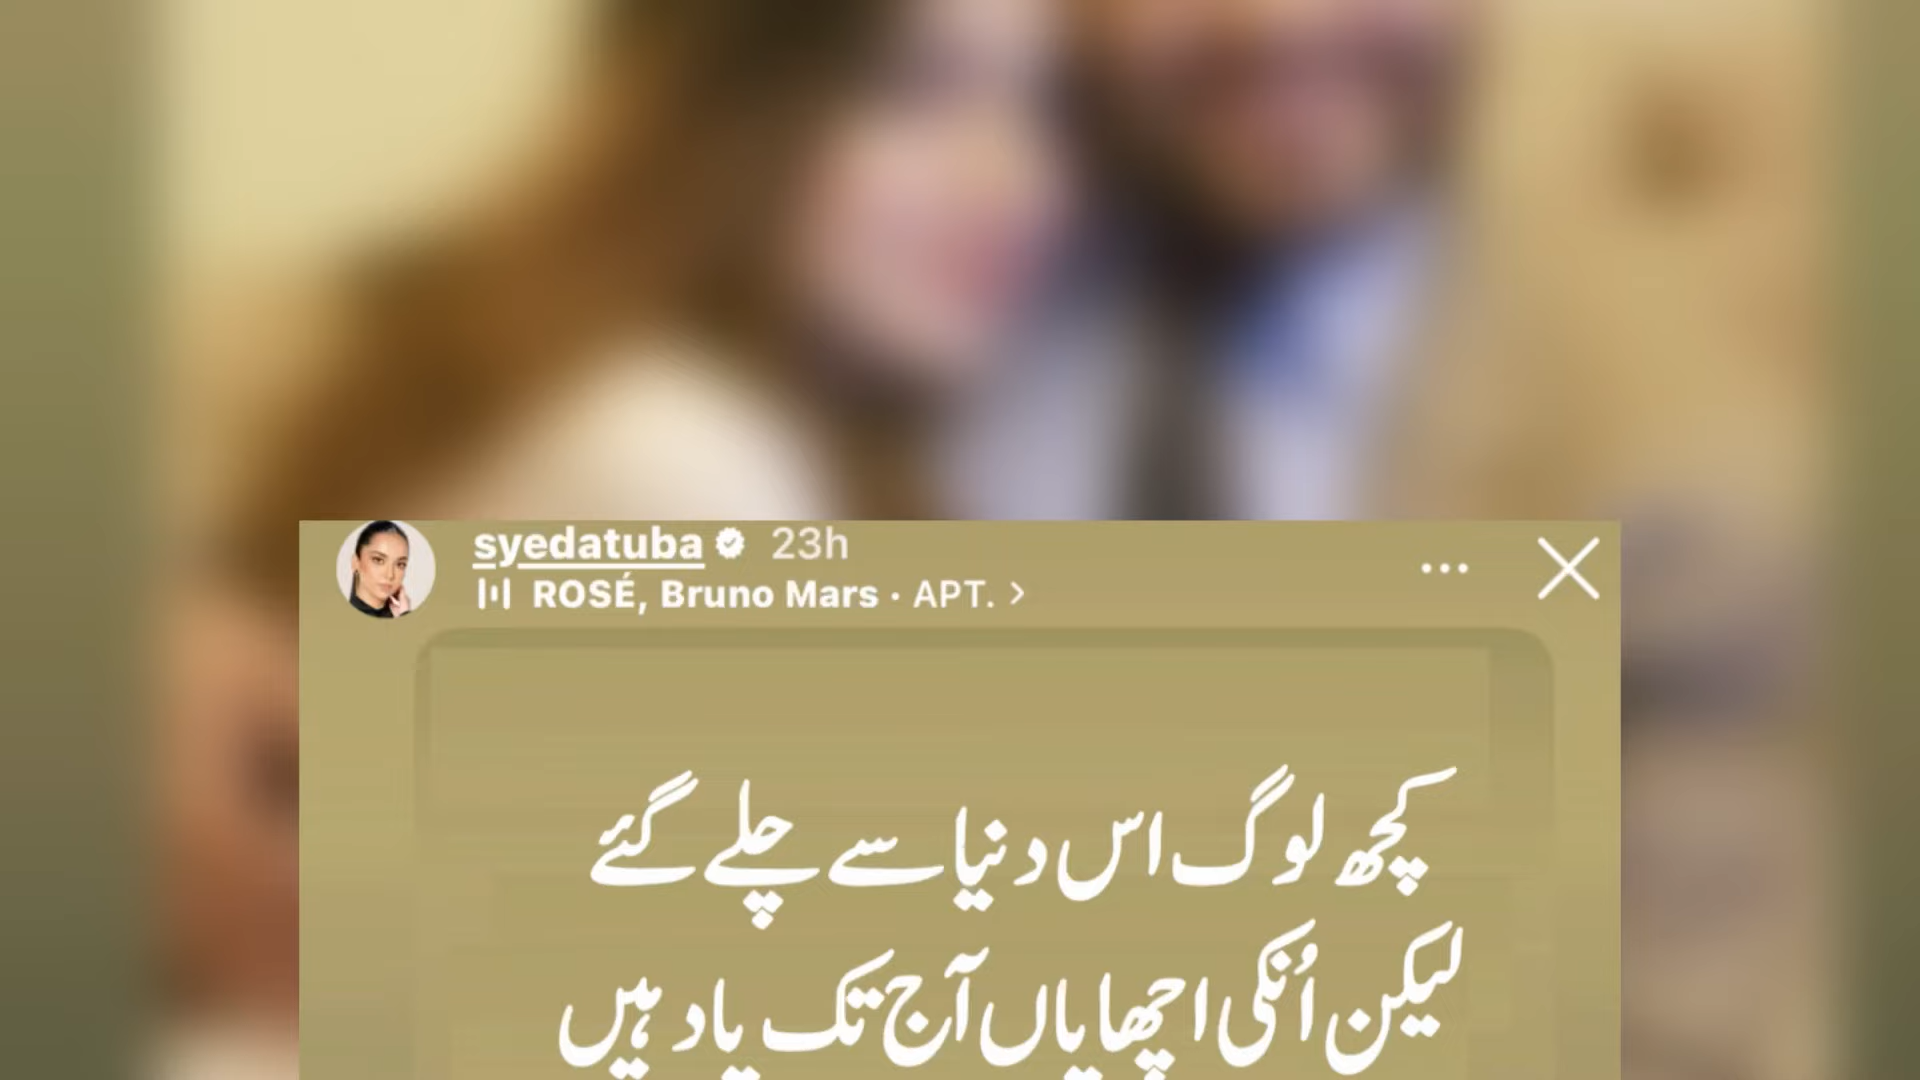 syedatuba 23h
ROSÉ, Bruno Mars • APT. >
کچھ لوگ اس دنیا سے چلے گئے
لیکن اُنکی اچھایاں آج تک یاد ہیں